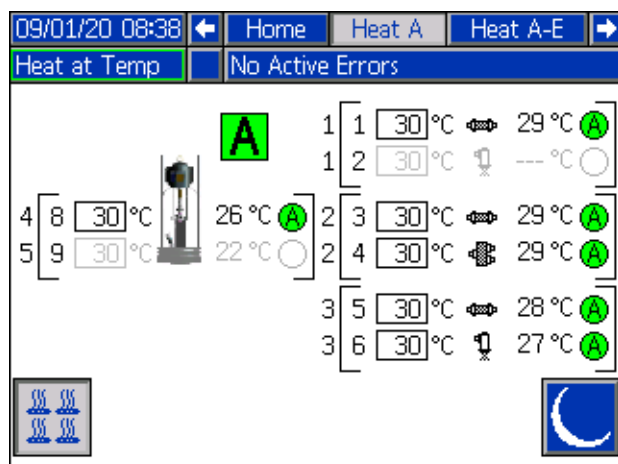 09/01/20 08:38 Home Heat A Heat A-E
Heat at Temp No Active Errors
A
1 1 30 °C 29 °C A
1 2 30 °C --- °C
4 8 30 °C 26 °C A
5 9 30 °C 22 °C
2 3 30 °C 29 °C A
2 4 30 °C 29 °C A
3 5 30 °C 28 °C A
3 6 30 °C 27 °C A